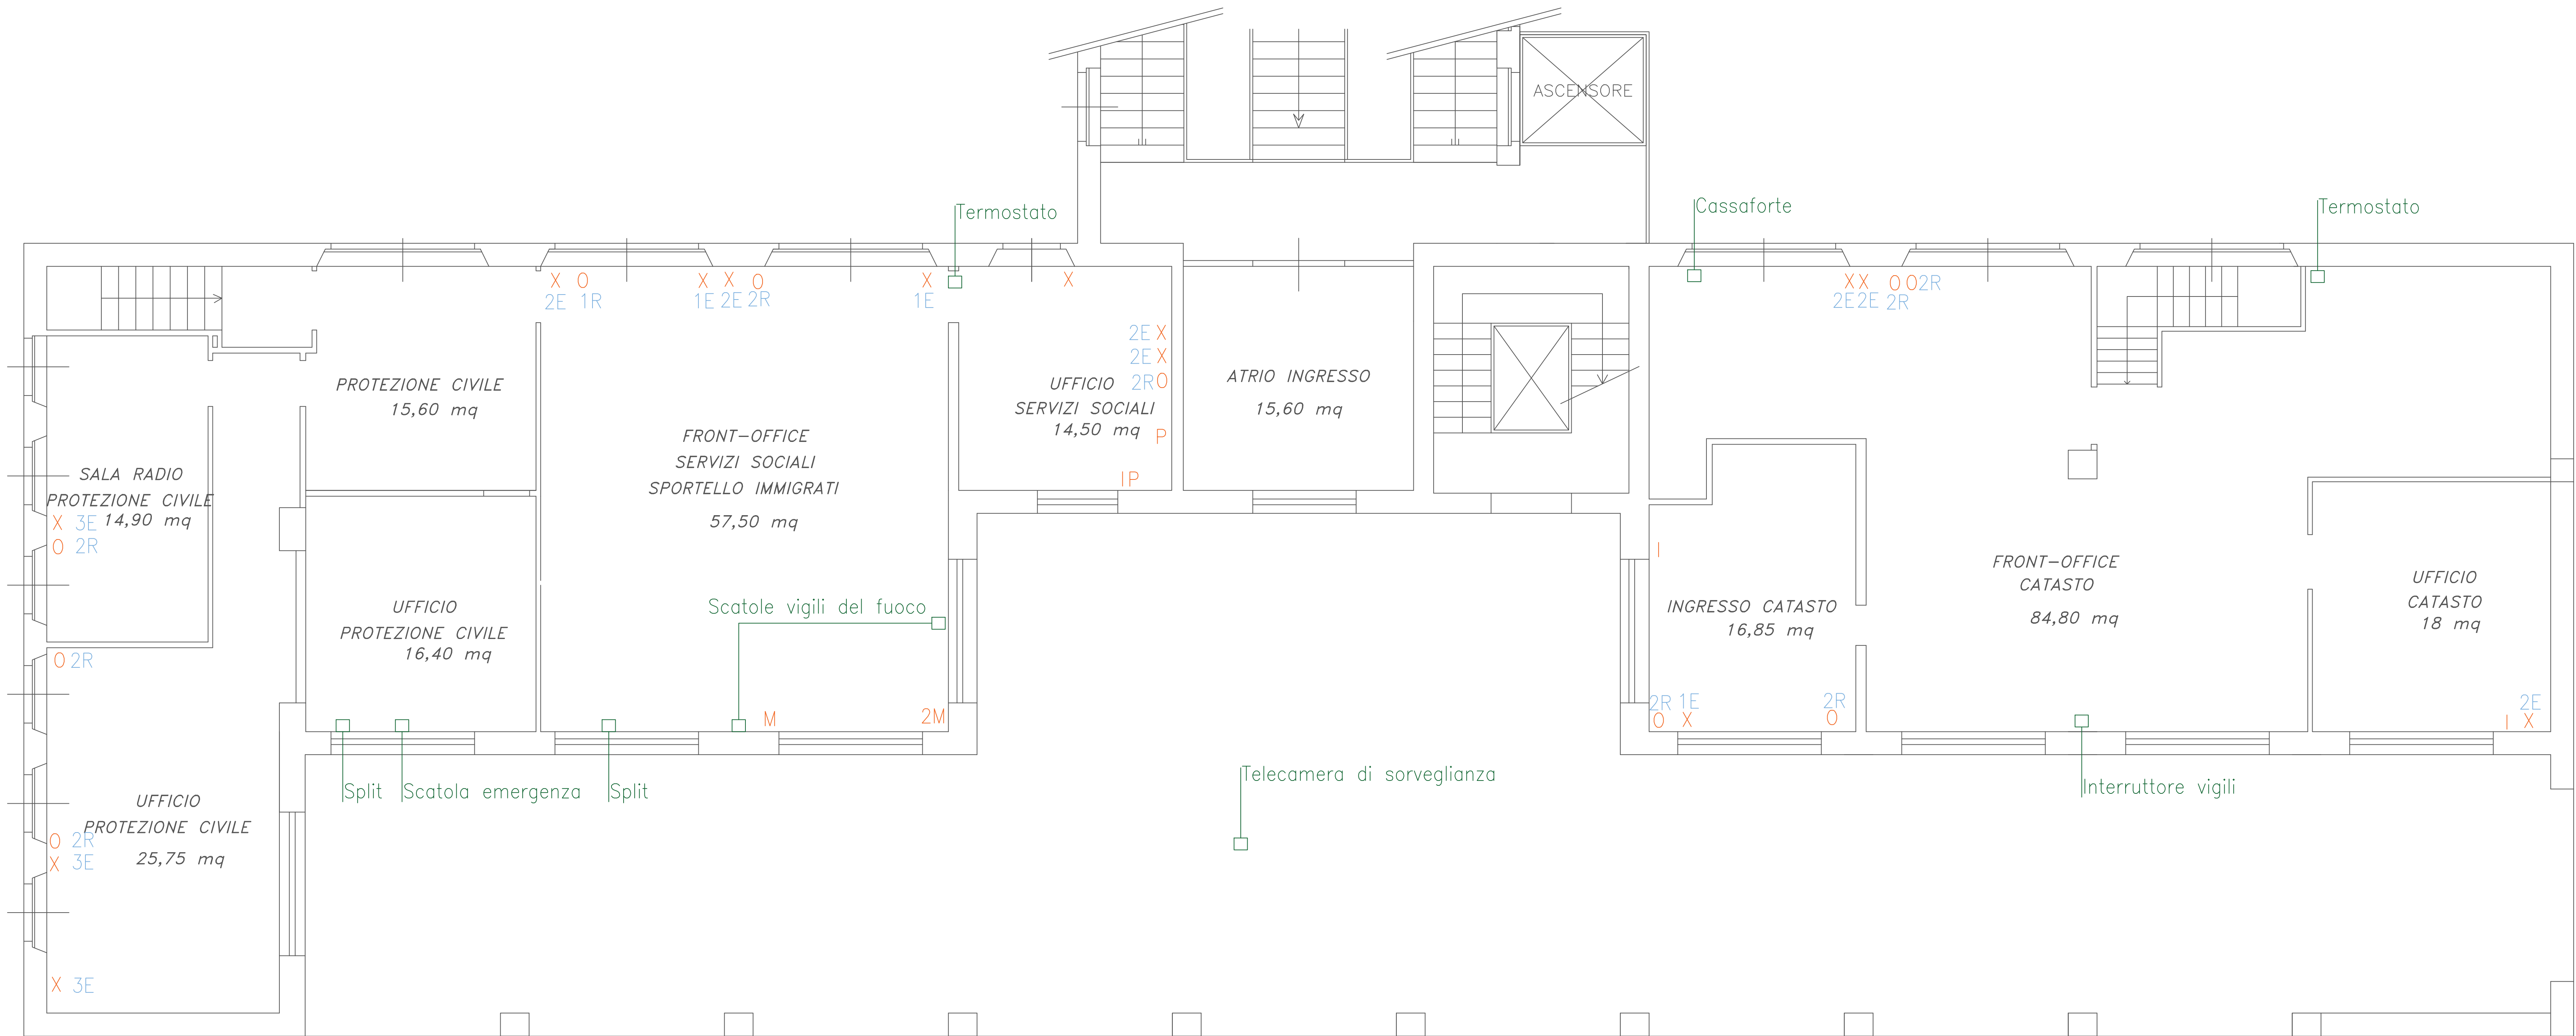 ASCENSORE
Termostato
Cassaforte
Termostato
X O X X O X X
2E 1R 1E 2E 2R 1E
X X O O 2R
2E 2E 2R
2E X
2E X
2R O
P
IP
PROTEZIONE CIVILE
15,60 mq
FRONT-OFFICE
SERVIZI SOCIALI
SPORTELLO IMMIGRATI
57,50 mq
UFFICIO
SERVIZI SOCIALI
14,50 mq
ATRIO INGRESSO
15,60 mq
SALA RADIO
PROTEZIONE CIVILE
14,90 mq
X 3E
O 2R
UFFICIO
PROTEZIONE CIVILE
16,40 mq
Scatole vigili del fuoco
M 2M
I
INGRESSO CATASTO
16,85 mq
2R 1E 2R
O X O
FRONT-OFFICE
CATASTO
84,80 mq
UFFICIO
CATASTO
18 mq
2E
I X
O 2R
Split
Scatola emergenza
Split
Telecamera di sorveglianza
Interruttore vigili
UFFICIO
PROTEZIONE CIVILE
25,75 mq
O 2R
X 3E
X 3E